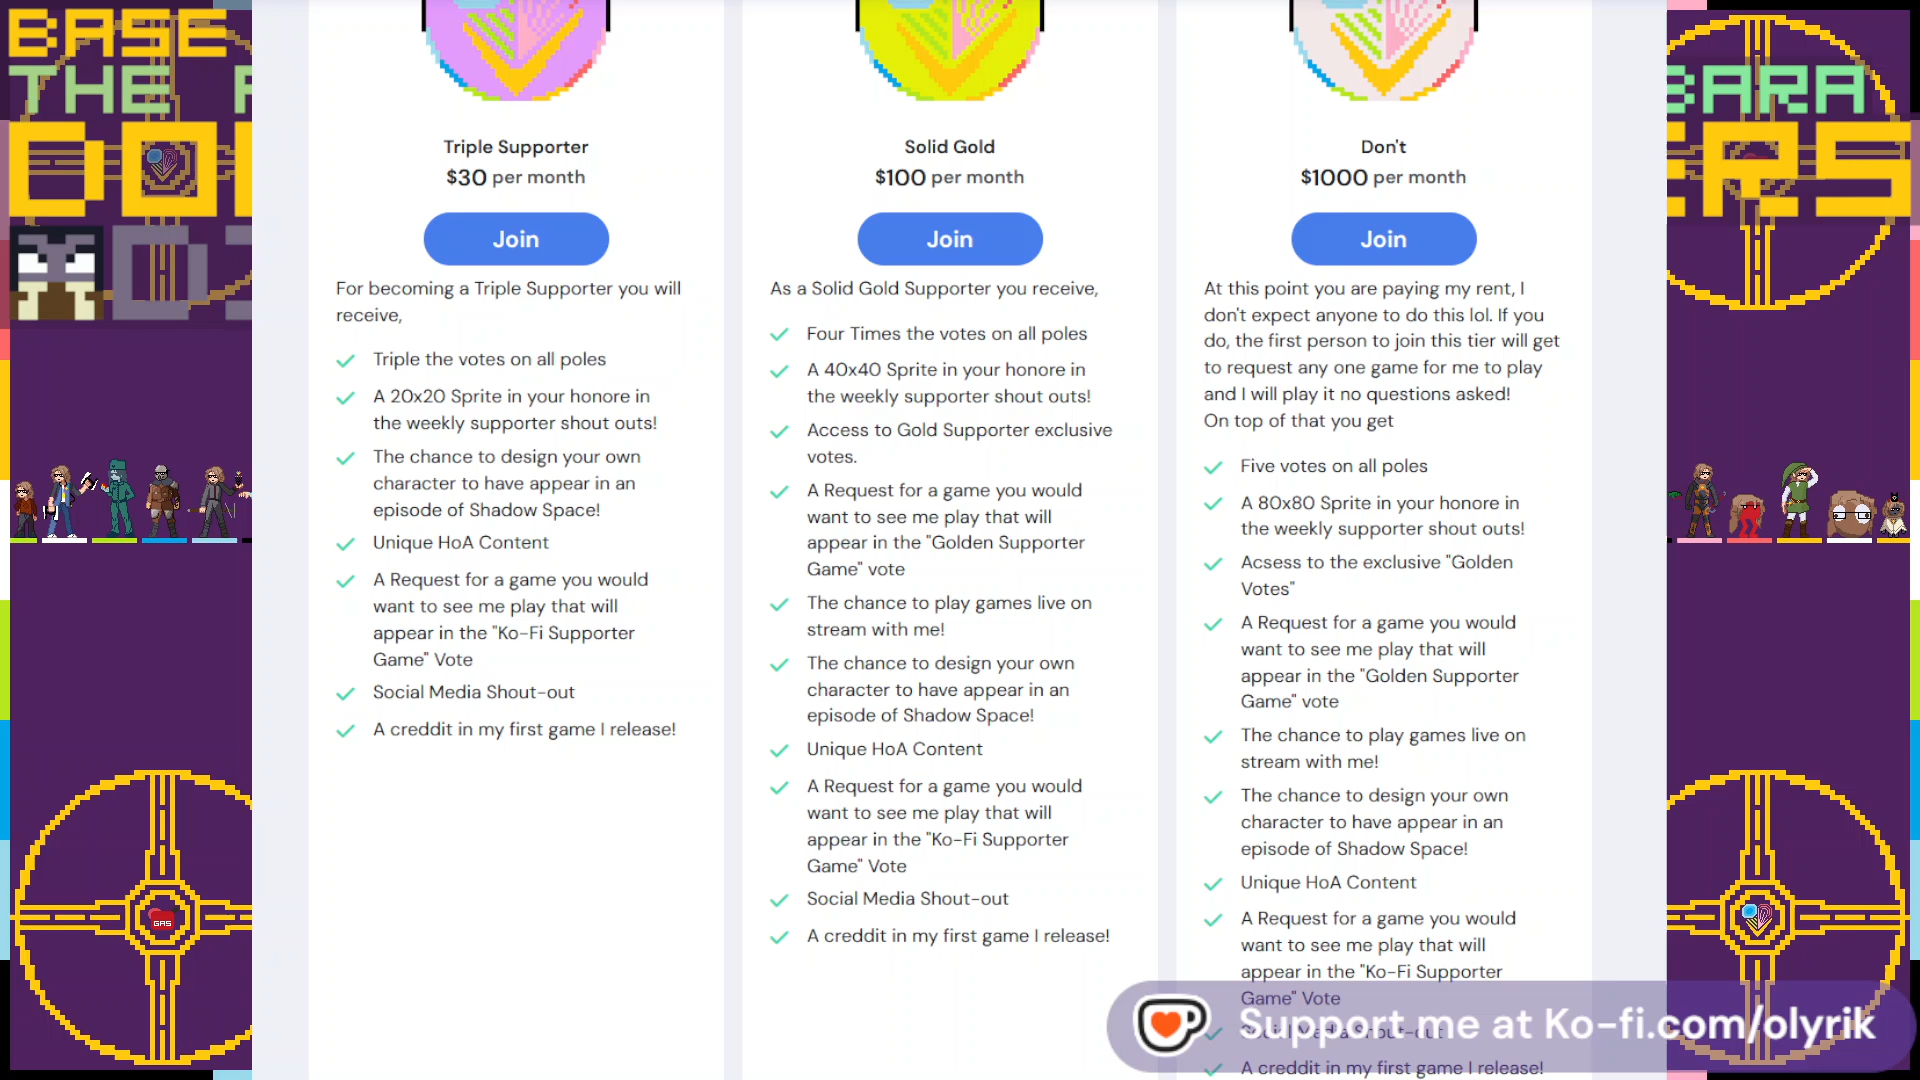 BASE
THE
BARA
ERS
Triple Supporter
$30 per month
Join
For becoming a Triple Supporter you will
receive,
Triple the votes on all poles
A 20x20 Sprite in your honore in
the weekly supporter shout outs!
The chance to design your own
character to have appear in an
episode of Shadow Space!
Unique HoA Content
A Request for a game you would
want to see me play that will
appear in the "Ko-Fi Supporter
Game" Vote
Social Media Shout-out
A creddit in my first game I release!
Solid Gold
$100 per month
Join
As a Solid Gold Supporter you receive,
Four Times the votes on all poles
A 40x40 Sprite in your honore in
the weekly supporter shout outs!
Access to Gold Supporter exclusive
votes.
A Request for a game you would
want to see me play that will
appear in the "Golden Supporter
Game" vote
The chance to play games live on
stream with me!
The chance to design your own
character to have appear in an
episode of Shadow Space!
Unique HoA Content
A Request for a game you would
want to see me play that will
appear in the "Ko-Fi Supporter
Game" Vote
Social Media Shout-out
A creddit in my first game I release!
Don't
$1000 per month
Join
At this point you are paying my rent, I
don't expect anyone to do this lol. If you
do, the first person to join this tier will get
to request any one game for me to play
and I will play it no questions asked!
On top of that you get
Five votes on all poles
A 80x80 Sprite in your honore in
the weekly supporter shout outs!
Acsess to the exclusive "Golden
Votes"
A Request for a game you would
want to see me play that will
appear in the "Golden Supporter
Game" vote
The chance to play games live on
stream with me!
The chance to design your own
character to have appear in an
episode of Shadow Space!
Unique HoA Content
A Request for a game you would
want to see me play that will
appear in the "Ko-Fi Supporter
Game" Vote
Social Media Shout-out
A creddit in my first game I release!
Support me at Ko-fi.com/olyrik
GAS